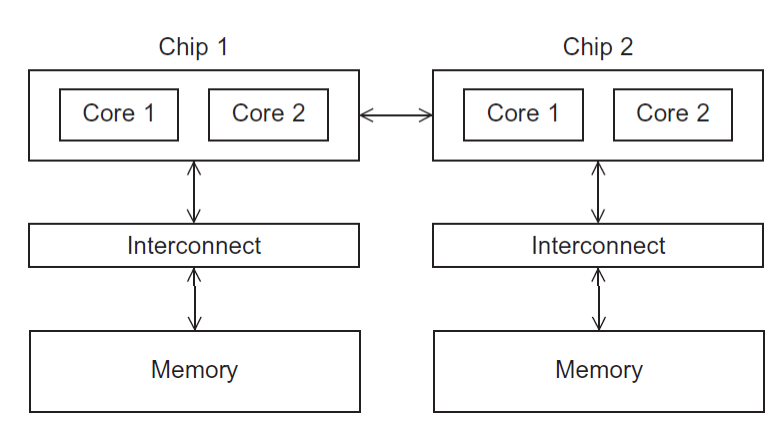 Chip 1
Chip 2
Core 1
Core 2
Core 1
Core 2
Interconnect
Interconnect
Memory
Memory